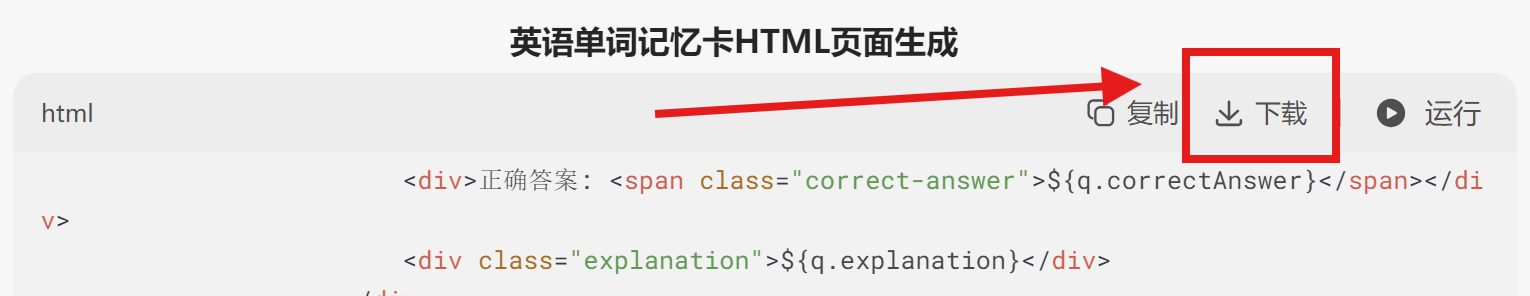 英语单词记忆卡HTML页面生成
html 复制 下载 运行
<div>正确答案: <span class="correct-answer">${q.correctAnswer}</span></di
v>
<div class="explanation">${q.explanation}</div>
</div>